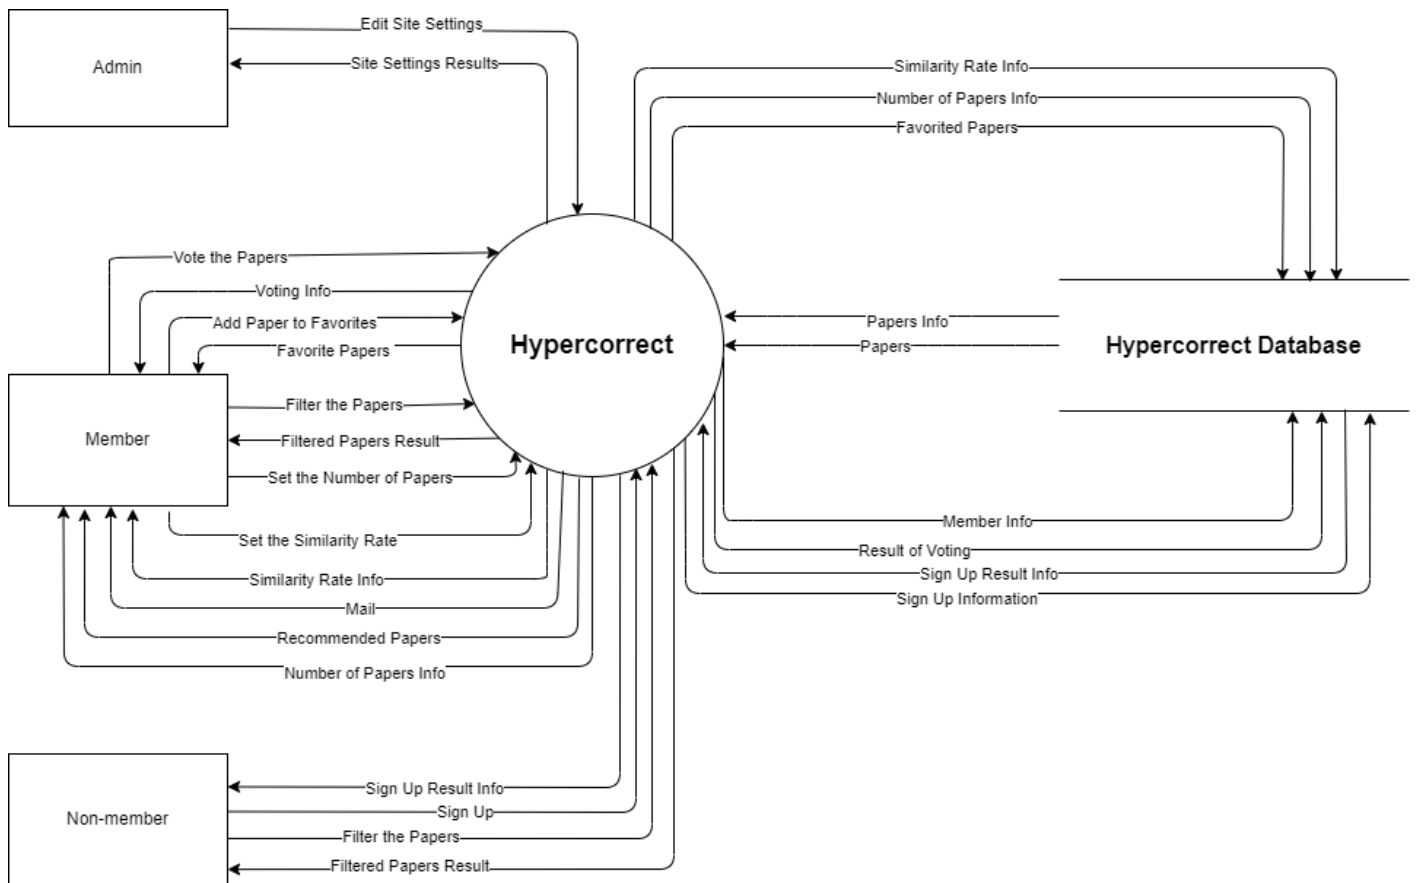 Edit Site Settings
Admin
Site Settings Results
Similarity Rate Info
Number of Papers Info
Favorited Papers
Vote the Papers
Voting Info
Add Paper to Favorites
Favorite Papers
Hypercorrect
Papers Info
Papers
Hypercorrect Database
Filter the Papers
Member
Filtered Papers Result
Set the Number of Papers
Set the Similarity Rate
Similarity Rate Info
Mail
Recommended Papers
Number of Papers Info
Member Info
Result of Voting
Sign Up Result Info
Sign Up Information
Non-member
Sign Up Result Info
Sign Up
Filter the Papers
Filtered Papers Result